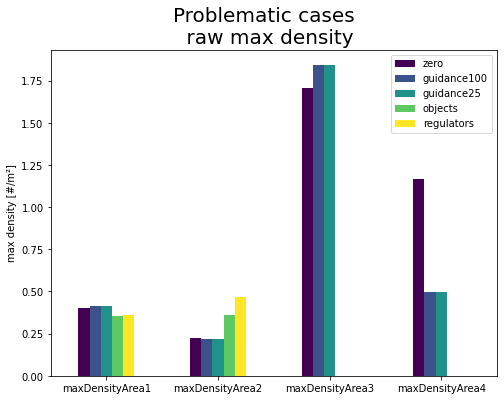 Problematic cases
raw max density
zero
guidance100
guidance25
objects
regulators
max density [#/m²]
1.75
1.50
1.25
1.00
0.75
0.50
0.25
0.00
maxDensityArea1 maxDensityArea2 maxDensityArea3 maxDensityArea4